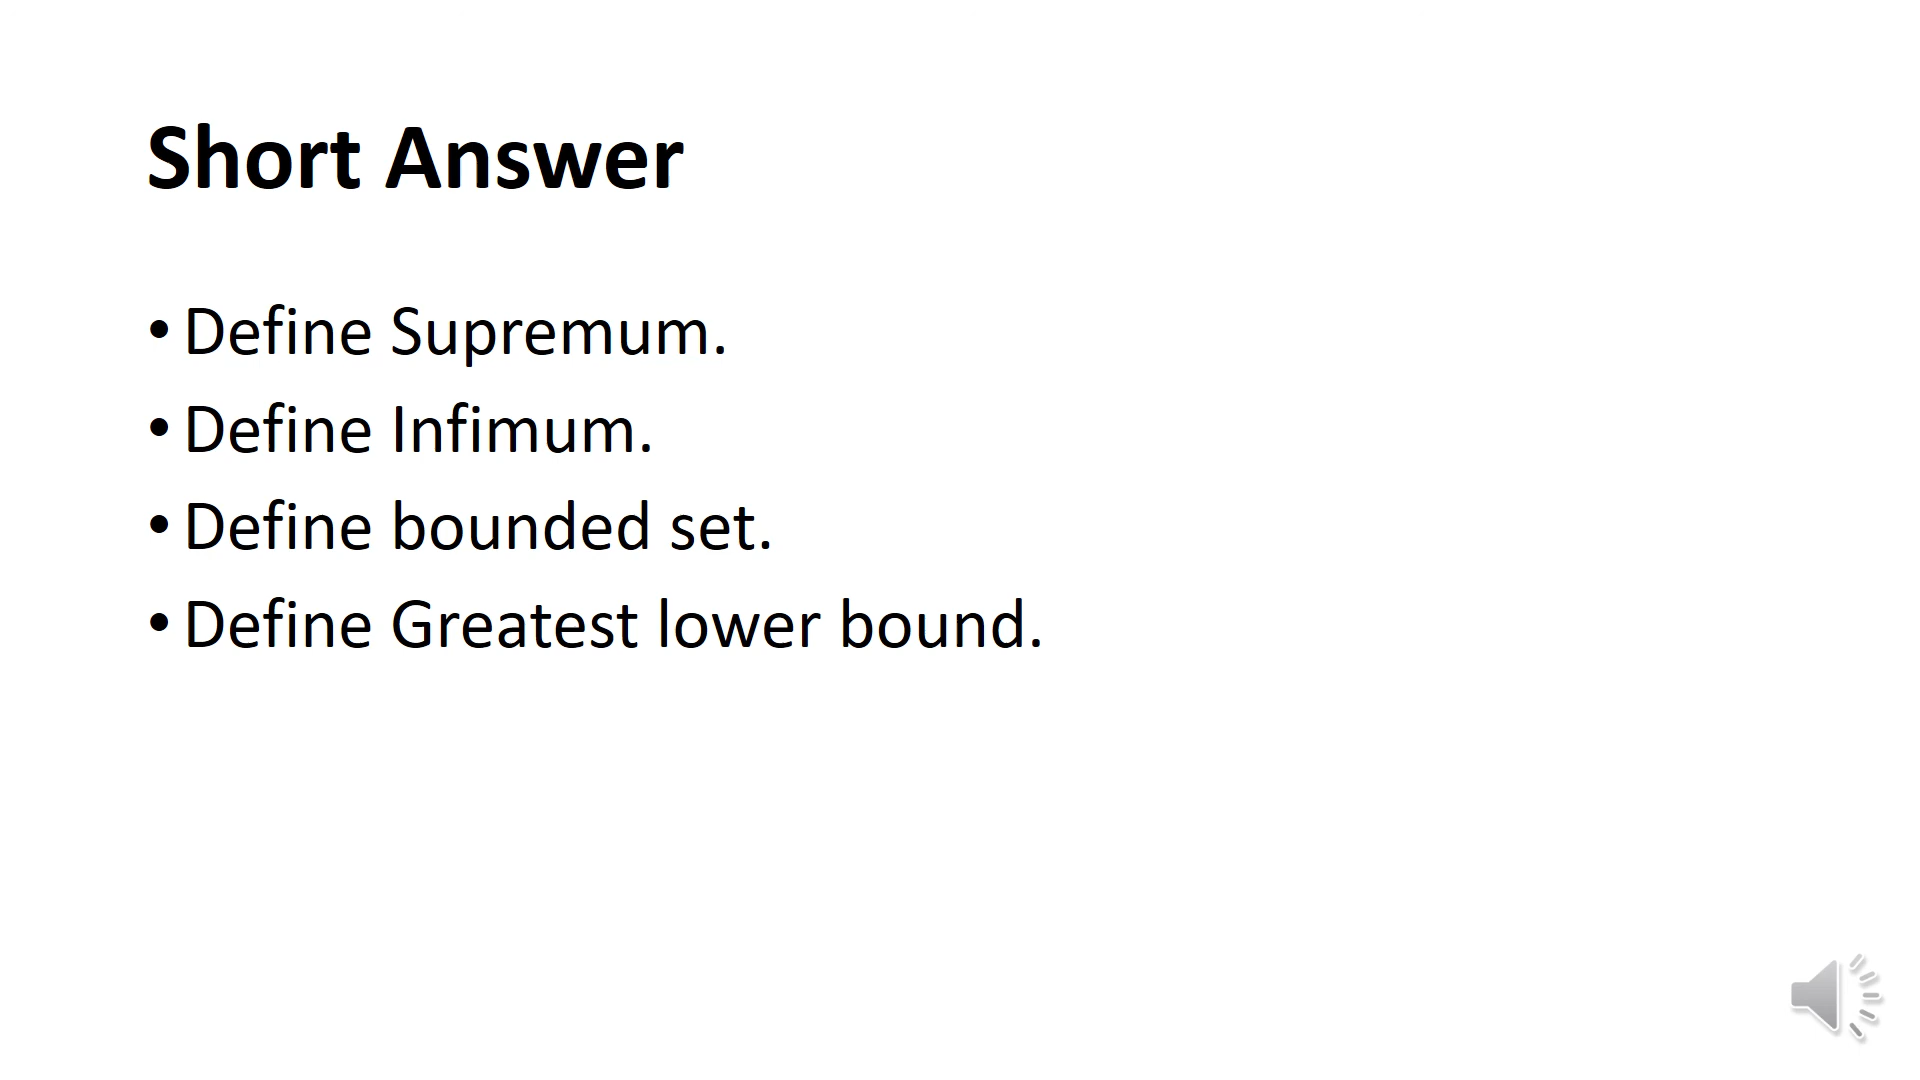 Short Answer
• Define Supremum.
• Define Infimum.
• Define bounded set.
• Define Greatest lower bound.